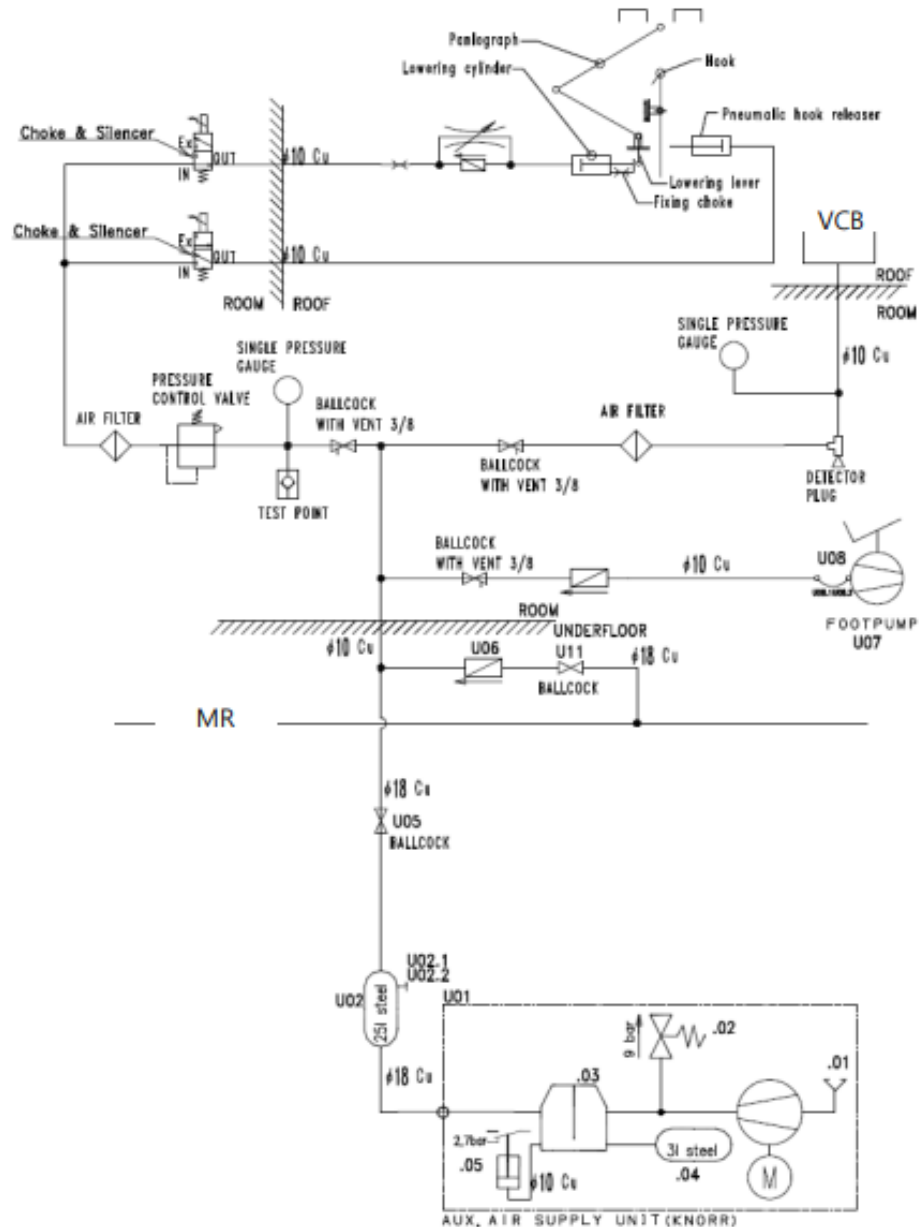 Pantograph
Lowering cylinder
Hook
Pneumatic hook releaser
Choke & Silencer
Ex
OUT
IN
ϕ10 Cu
Lowering lever
Fixing choke
Choke & Silencer
Ex
OUT
IN
ϕ10 Cu
VCB
ROOM
ROOF
ROOF
ROOM
SINGLE PRESSURE
GAUGE
SINGLE PRESSURE
GAUGE
ϕ10 Cu
PRESSURE
CONTROL VALVE
BALLCOCK
WITH VENT 3/8
AIR FILTER
AIR FILTER
BALLCOCK
WITH VENT 3/8
DETECTOR
PLUG
TEST POINT
BALLCOCK
WITH VENT 3/8
ϕ10 Cu
U08
FOOTPUMP
U07
ROOM
UNDERFLOOR
ϕ10 Cu
U06
U11
ϕ18 Cu
BALLCOCK
MR
ϕ18 Cu
U05
BALLCOCK
U02.1
U02.2
U02
25l steel
U01
9 bar
.02
.01
ϕ18 Cu
.03
2,7bar
.05
3l steel
.04
ϕ10 Cu
M
AUX. AIR SUPPLY UNIT(KNORR)